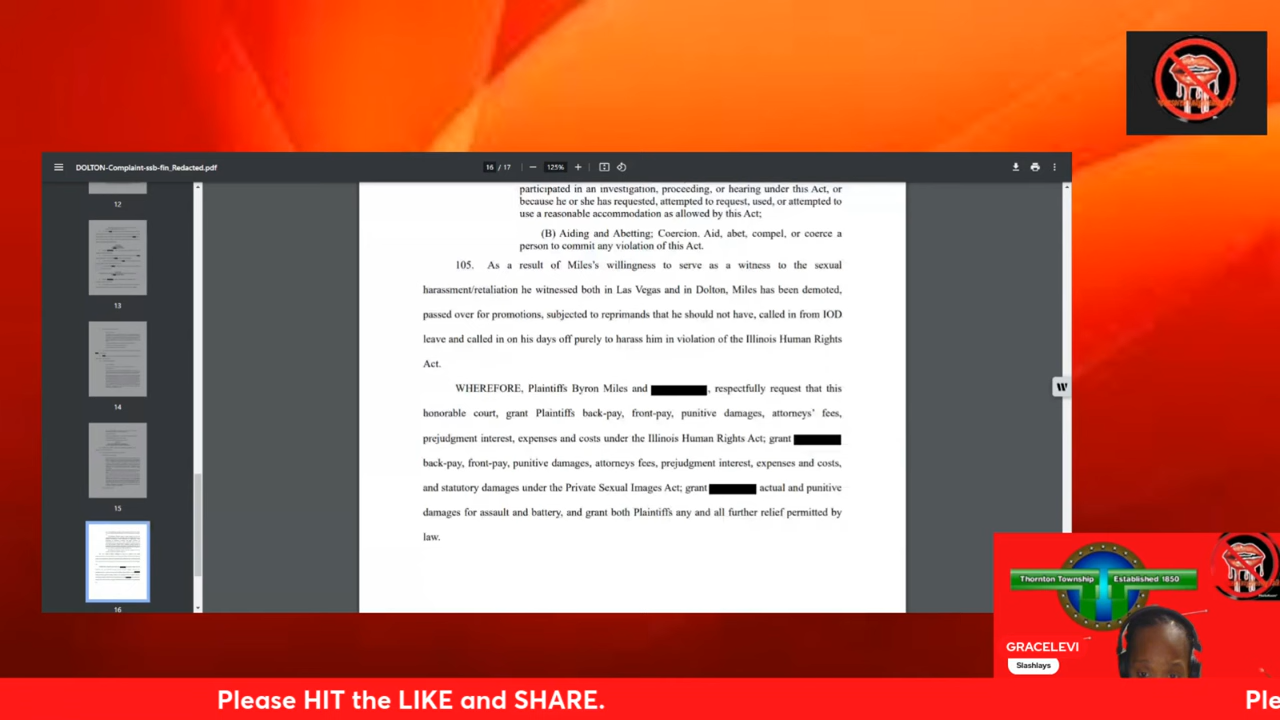 DOLTON-Complaint-ssb-fin_Redacted.pdf
16 / 17
125%
12
13
14
15
16
participated in an investigation, proceeding, or hearing under this Act, or
because he or she has requested, attempted to request, used, or attempted to
use a reasonable accommodation as allowed by this Act;
(B) Aiding and Abetting; Coercion. Aid, abet, compel, or coerce a
person to commit any violation of this Act.
105. As a result of Miles's willingness to serve as a witness to the sexual
harassment/retaliation he witnessed both in Las Vegas and in Dolton, Miles has been demoted,
passed over for promotions, subjected to reprimands that he should not have, called in from IOD
leave and called in on his days off purely to harass him in violation of the Illinois Human Rights
Act.
WHEREFORE, Plaintiffs Byron Miles and , respectfully request that this
honorable court, grant Plaintiffs back-pay, front-pay, punitive damages, attorneys' fees,
prejudgment interest, expenses and costs under the Illinois Human Rights Act; grant
back-pay, front-pay, punitive damages, attorneys fees, prejudgment interest, expenses and costs,
and statutory damages under the Private Sexual Images Act; grant actual and punitive
damages for assault and battery, and grant both Plaintiffs any and all further relief permitted by
law.
W
Thornton Township Established 1850
GRACELEVI
Slashlays
Please HIT the LIKE and SHARE.
Ple